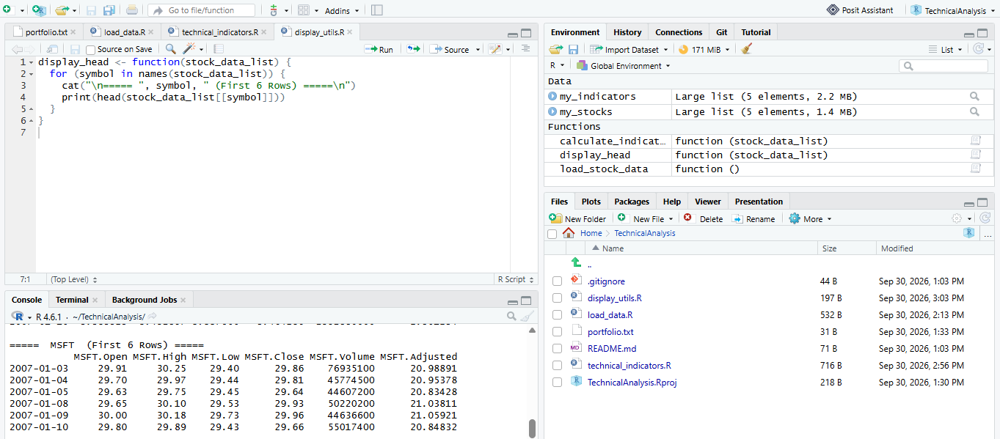 Go to file/function
Addins
Posit Assistant
TechnicalAnalysis
portfolio.txt
load_data.R
technical_indicators.R
display_utils.R
Source on Save
Run
Source
1 display_head <- function(stock_data_list) {
2   for (symbol in names(stock_data_list)) {
3     cat("\n===== ", symbol, " (First 6 Rows) =====\n")
4     print(head(stock_data_list[[symbol]]))
5   }
6 }
7
7:1 (Top Level) R Script
Console Terminal Background Jobs
R 4.6.1 · ~/TechnicalAnalysis/
===== MSFT (First 6 Rows) =====
MSFT.Open MSFT.High MSFT.Low MSFT.Close MSFT.Volume MSFT.Adjusted
2007-01-03 29.91 30.25 29.40 29.86 76935100 20.98891
2007-01-04 29.70 29.97 29.44 29.81 45774500 20.95378
2007-01-05 29.63 29.75 29.45 29.64 44607200 20.83428
2007-01-08 29.65 30.10 29.53 29.93 50220200 21.03811
2007-01-09 30.00 30.18 29.73 29.96 44636600 21.05921
2007-01-10 29.80 29.89 29.43 29.66 55017400 20.84832
Environment History Connections Git Tutorial
Import Dataset 171 MiB List
R Global Environment
Data
my_indicators Large list (5 elements, 2.2 MB)
my_stocks Large list (5 elements, 1.4 MB)
Functions
calculate_indicat... function (stock_data_list)
display_head function (stock_data_list)
load_stock_data function ()
Files Plots Packages Help Viewer Presentation
New Folder New File Delete Rename More
Home TechnicalAnalysis ...
Name Size Modified
..
.gitignore 44 B Sep 30, 2026, 1:03 PM
display_utils.R 197 B Sep 30, 2026, 3:03 PM
load_data.R 532 B Sep 30, 2026, 2:13 PM
portfolio.txt 31 B Sep 30, 2026, 1:33 PM
README.md 71 B Sep 30, 2026, 1:03 PM
technical_indicators.R 716 B Sep 30, 2026, 2:56 PM
TechnicalAnalysis.Rproj 218 B Sep 30, 2026, 1:30 PM